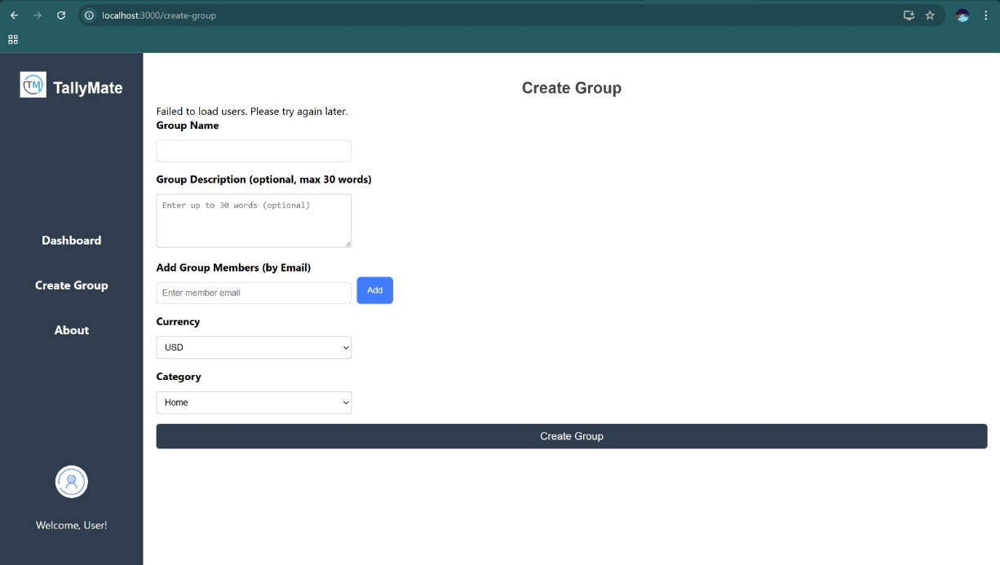 localhost:3000/create-group
TM TallyMate
Create Group
Failed to load users. Please try again later.
Group Name
Group Description (optional, max 30 words)
Enter up to 30 words (optional)
Dashboard
Add Group Members (by Email)
Create Group
Enter member email
Add
Currency
About
USD
Category
Home
Create Group
Welcome, User!